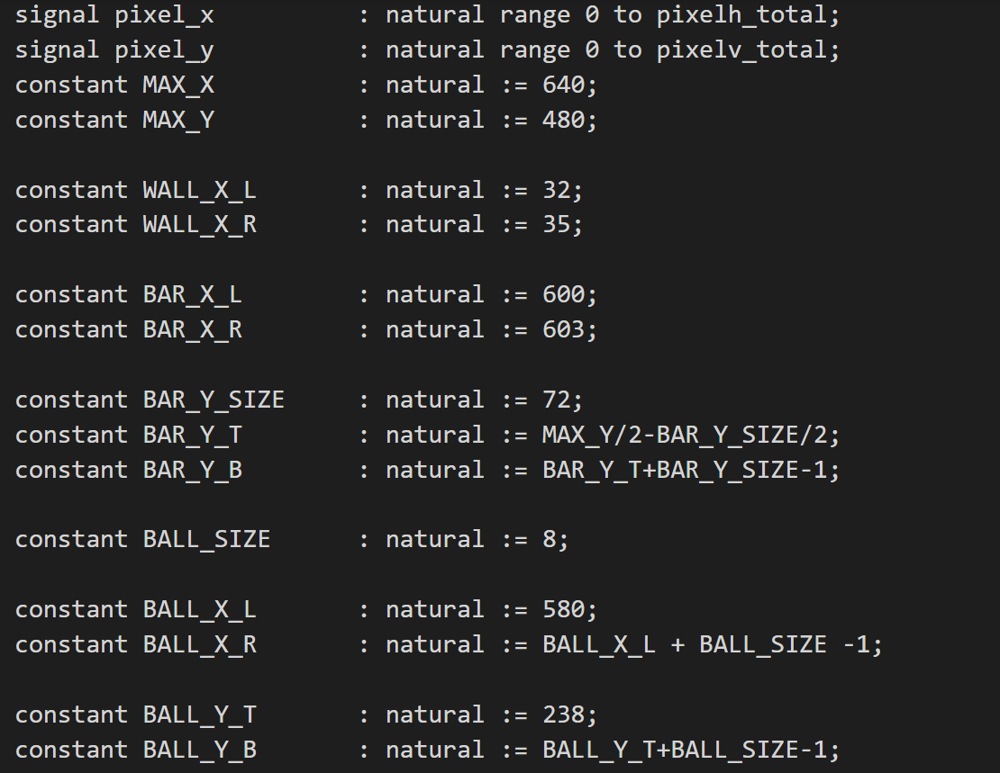 signal pixel_x : natural range 0 to pixelh_total;
signal pixel_y : natural range 0 to pixelv_total;
constant MAX_X : natural := 640;
constant MAX_Y : natural := 480;
constant WALL_X_L : natural := 32;
constant WALL_X_R : natural := 35;
constant BAR_X_L : natural := 600;
constant BAR_X_R : natural := 603;
constant BAR_Y_SIZE : natural := 72;
constant BAR_Y_T : natural := MAX_Y/2-BAR_Y_SIZE/2;
constant BAR_Y_B : natural := BAR_Y_T+BAR_Y_SIZE-1;
constant BALL_SIZE : natural := 8;
constant BALL_X_L : natural := 580;
constant BALL_X_R : natural := BALL_X_L + BALL_SIZE -1;
constant BALL_Y_T : natural := 238;
constant BALL_Y_B : natural := BALL_Y_T+BALL_SIZE-1;